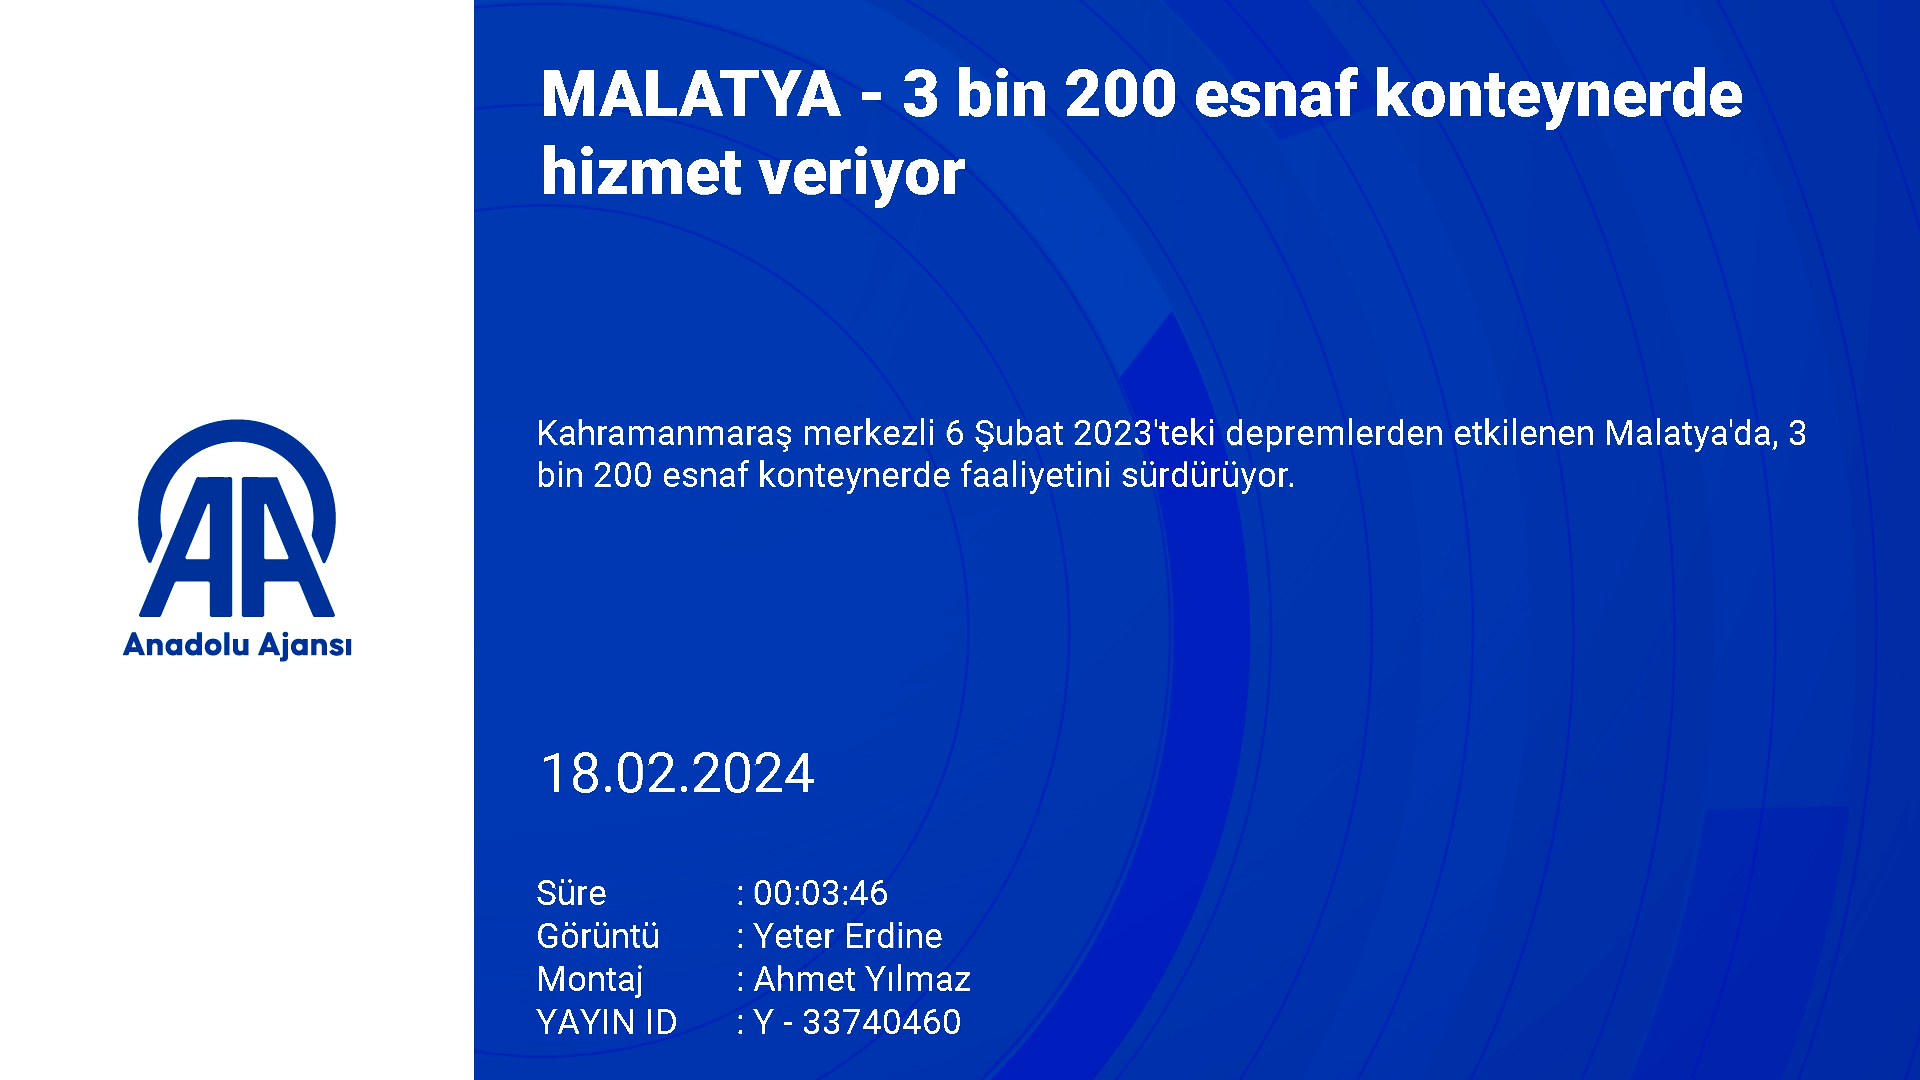 MALATYA - 3 bin 200 esnaf konteynerde
hizmet veriyor
Kahramanmaraş merkezli 6 Şubat 2023'teki depremlerden etkilenen Malatya'da, 3
bin 200 esnaf konteynerde faaliyetini sürdürüyor.
AA
Anadolu Ajansı
18.02.2024
Süre : 00:03:46
Görüntü : Yeter Erdine
Montaj : Ahmet Yılmaz
YAYIN ID : Y - 33740460